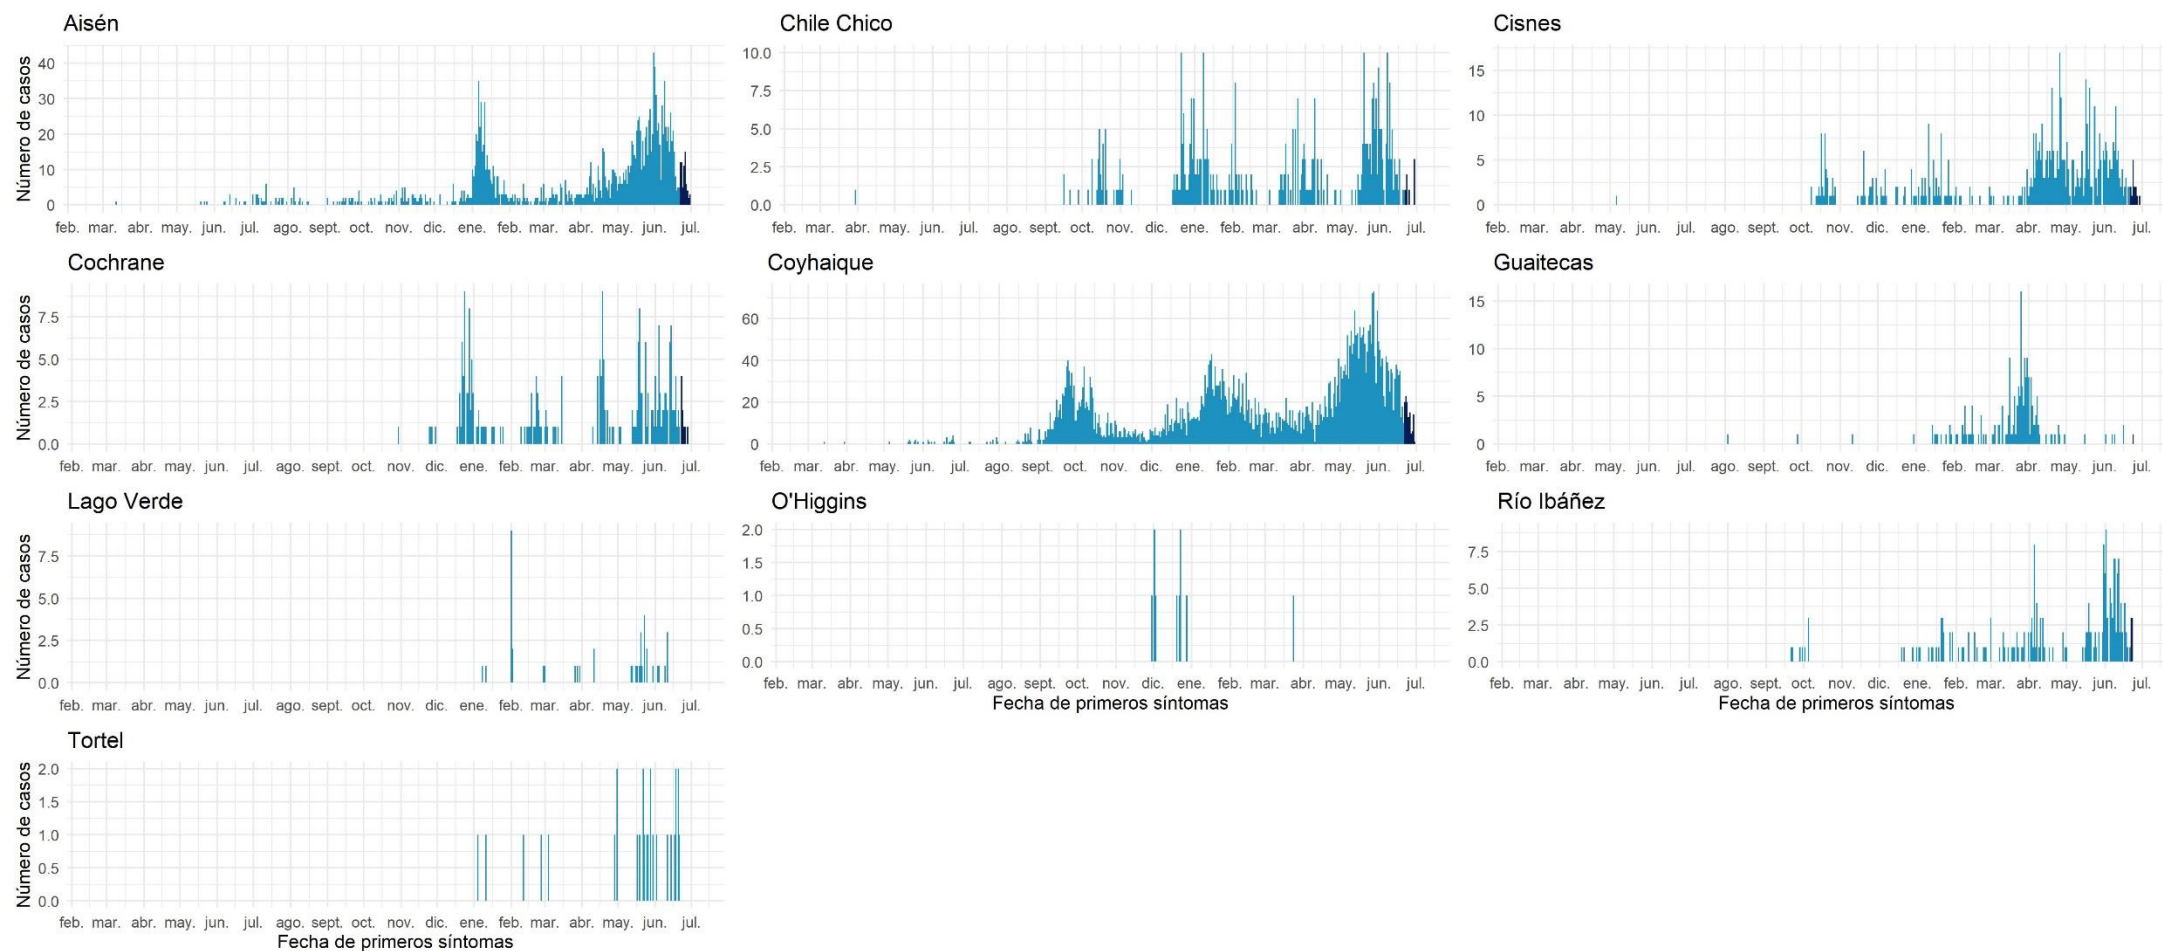 Aisén
Número de casos
40
30
20
10
0
feb. mar. abr. may. jun. jul. ago. sept. oct. nov. dic. ene. feb. mar. abr. may. jun. jul.
Chile Chico
10.0
7.5
5.0
2.5
0.0
feb. mar. abr. may. jun. jul. ago. sept. oct. nov. dic. ene. feb. mar. abr. may. jun. jul.
Cisnes
15
10
5
0
feb. mar. abr. may. jun. jul. ago. sept. oct. nov. dic. ene. feb. mar. abr. may. jun. jul.
Cochrane
Número de casos
7.5
5.0
2.5
0.0
feb. mar. abr. may. jun. jul. ago. sept. oct. nov. dic. ene. feb. mar. abr. may. jun. jul.
Coyhaique
60
40
20
0
feb. mar. abr. may. jun. jul. ago. sept. oct. nov. dic. ene. feb. mar. abr. may. jun. jul.
Guaitecas
15
10
5
0
feb. mar. abr. may. jun. jul. ago. sept. oct. nov. dic. ene. feb. mar. abr. may. jun. jul.
Lago Verde
Número de casos
7.5
5.0
2.5
0.0
feb. mar. abr. may. jun. jul. ago. sept. oct. nov. dic. ene. feb. mar. abr. may. jun. jul.
O'Higgins
2.0
1.5
1.0
0.5
0.0
feb. mar. abr. may. jun. jul. ago. sept. oct. nov. dic. ene. feb. mar. abr. may. jun. jul.
Fecha de primeros síntomas
Río Ibáñez
7.5
5.0
2.5
0.0
feb. mar. abr. may. jun. jul. ago. sept. oct. nov. dic. ene. feb. mar. abr. may. jun. jul.
Fecha de primeros síntomas
Tortel
Número de casos
2.0
1.5
1.0
0.5
0.0
feb. mar. abr. may. jun. jul. ago. sept. oct. nov. dic. ene. feb. mar. abr. may. jun. jul.
Fecha de primeros síntomas